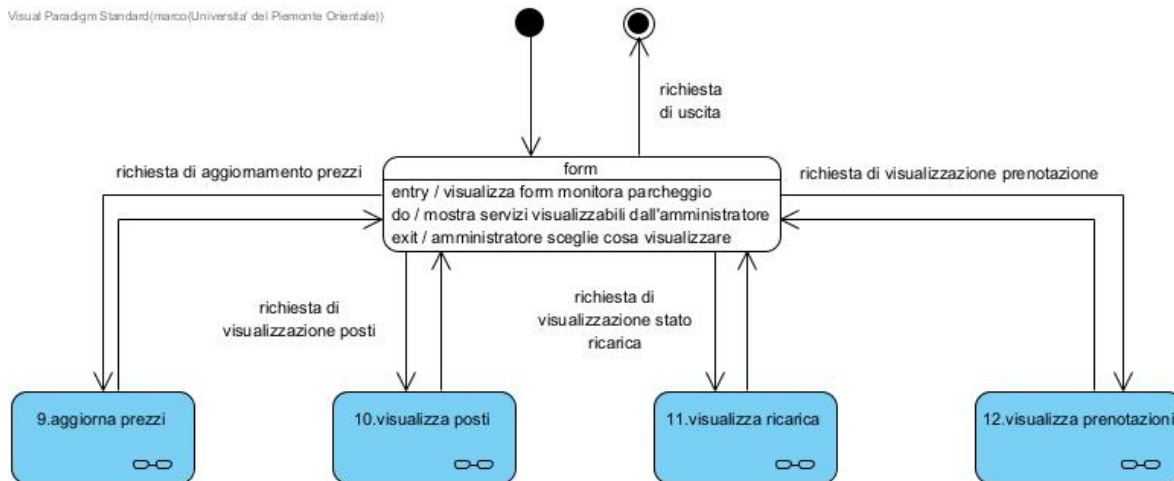 Visual Paradigm Standard(marco(Universita' del Piemonte Orientale))
richiesta
di uscita
form
richiesta di aggiornamento prezzi
richiesta di visualizzazione prenotazione
entry / visualizza form monitora parcheggio
do / mostra servizi visualizzabili dall'amministratore
exit / amministratore sceglie cosa visualizzare
richiesta di
visualizzazione posti
richiesta di
visualizzazione stato
ricarica
9.aggiorna prezzi
10.visualizza posti
11.visualizza ricarica
12.visualizza prenotazioni